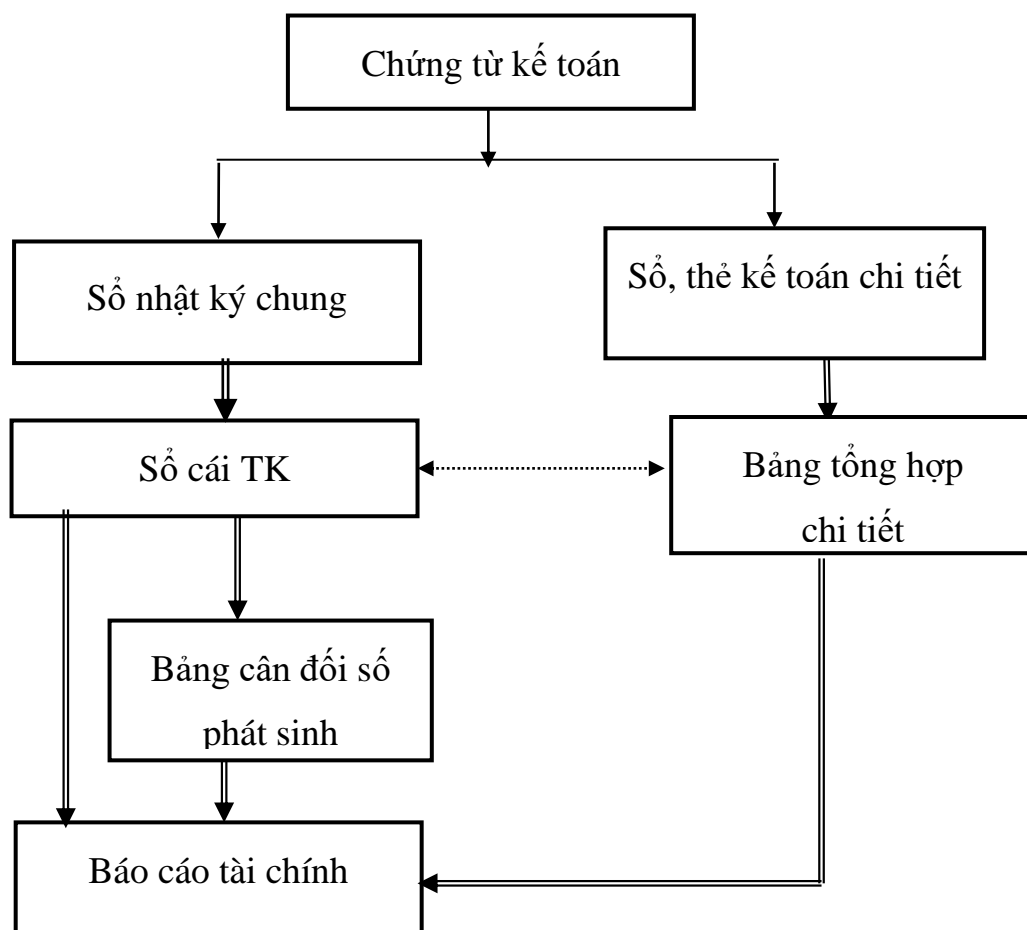 Chứng từ kế toán
Sổ nhật ký chung
Sổ, thẻ kế toán chi tiết
Sổ cái TK
Bảng tổng hợp
chi tiết
Bảng cân đối số
phát sinh
Báo cáo tài chính